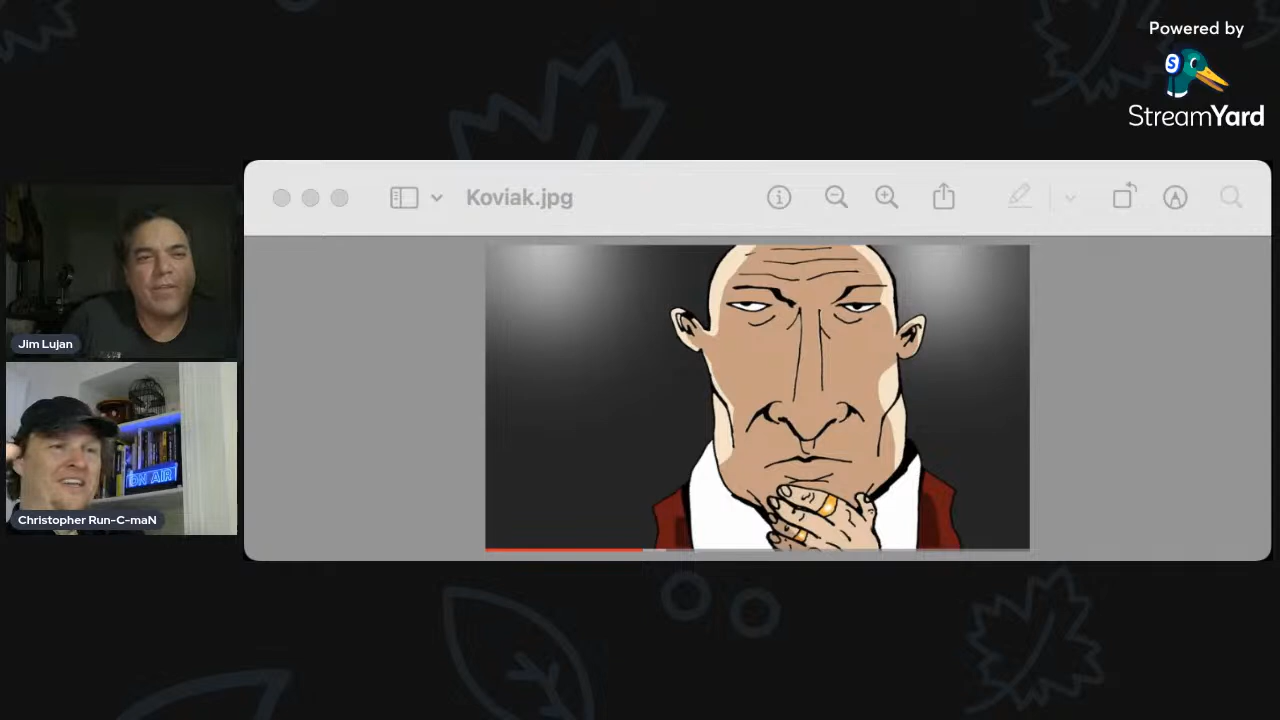 Powered by
S
StreamYard
Koviak.jpg
Jim Lujan
ON AIR
Christopher Run-C-maN